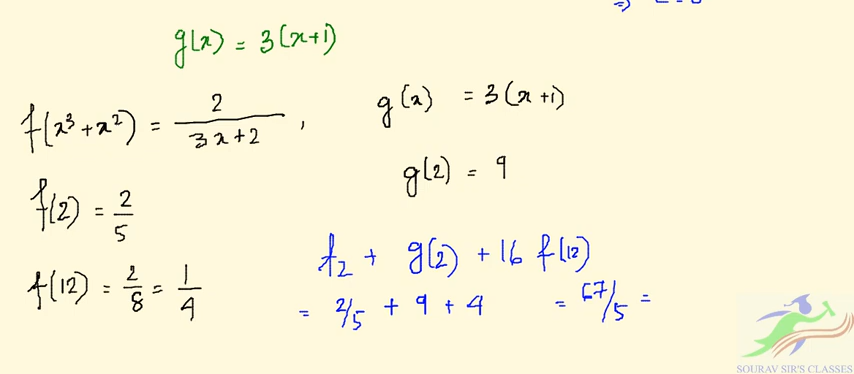 g(x) = 3(x+1)
f(x³+x²) = 2/(3x+2) ,
g(x) = 3(x+1)
g(2) = 9
f(2) = 2/5
f(12) = 2/8 = 1/4
f₂ + g(2) + 16 f(12)
= 2/5 + 9 + 4 = 67/5 =
SOURAV SIR'S CLASSES